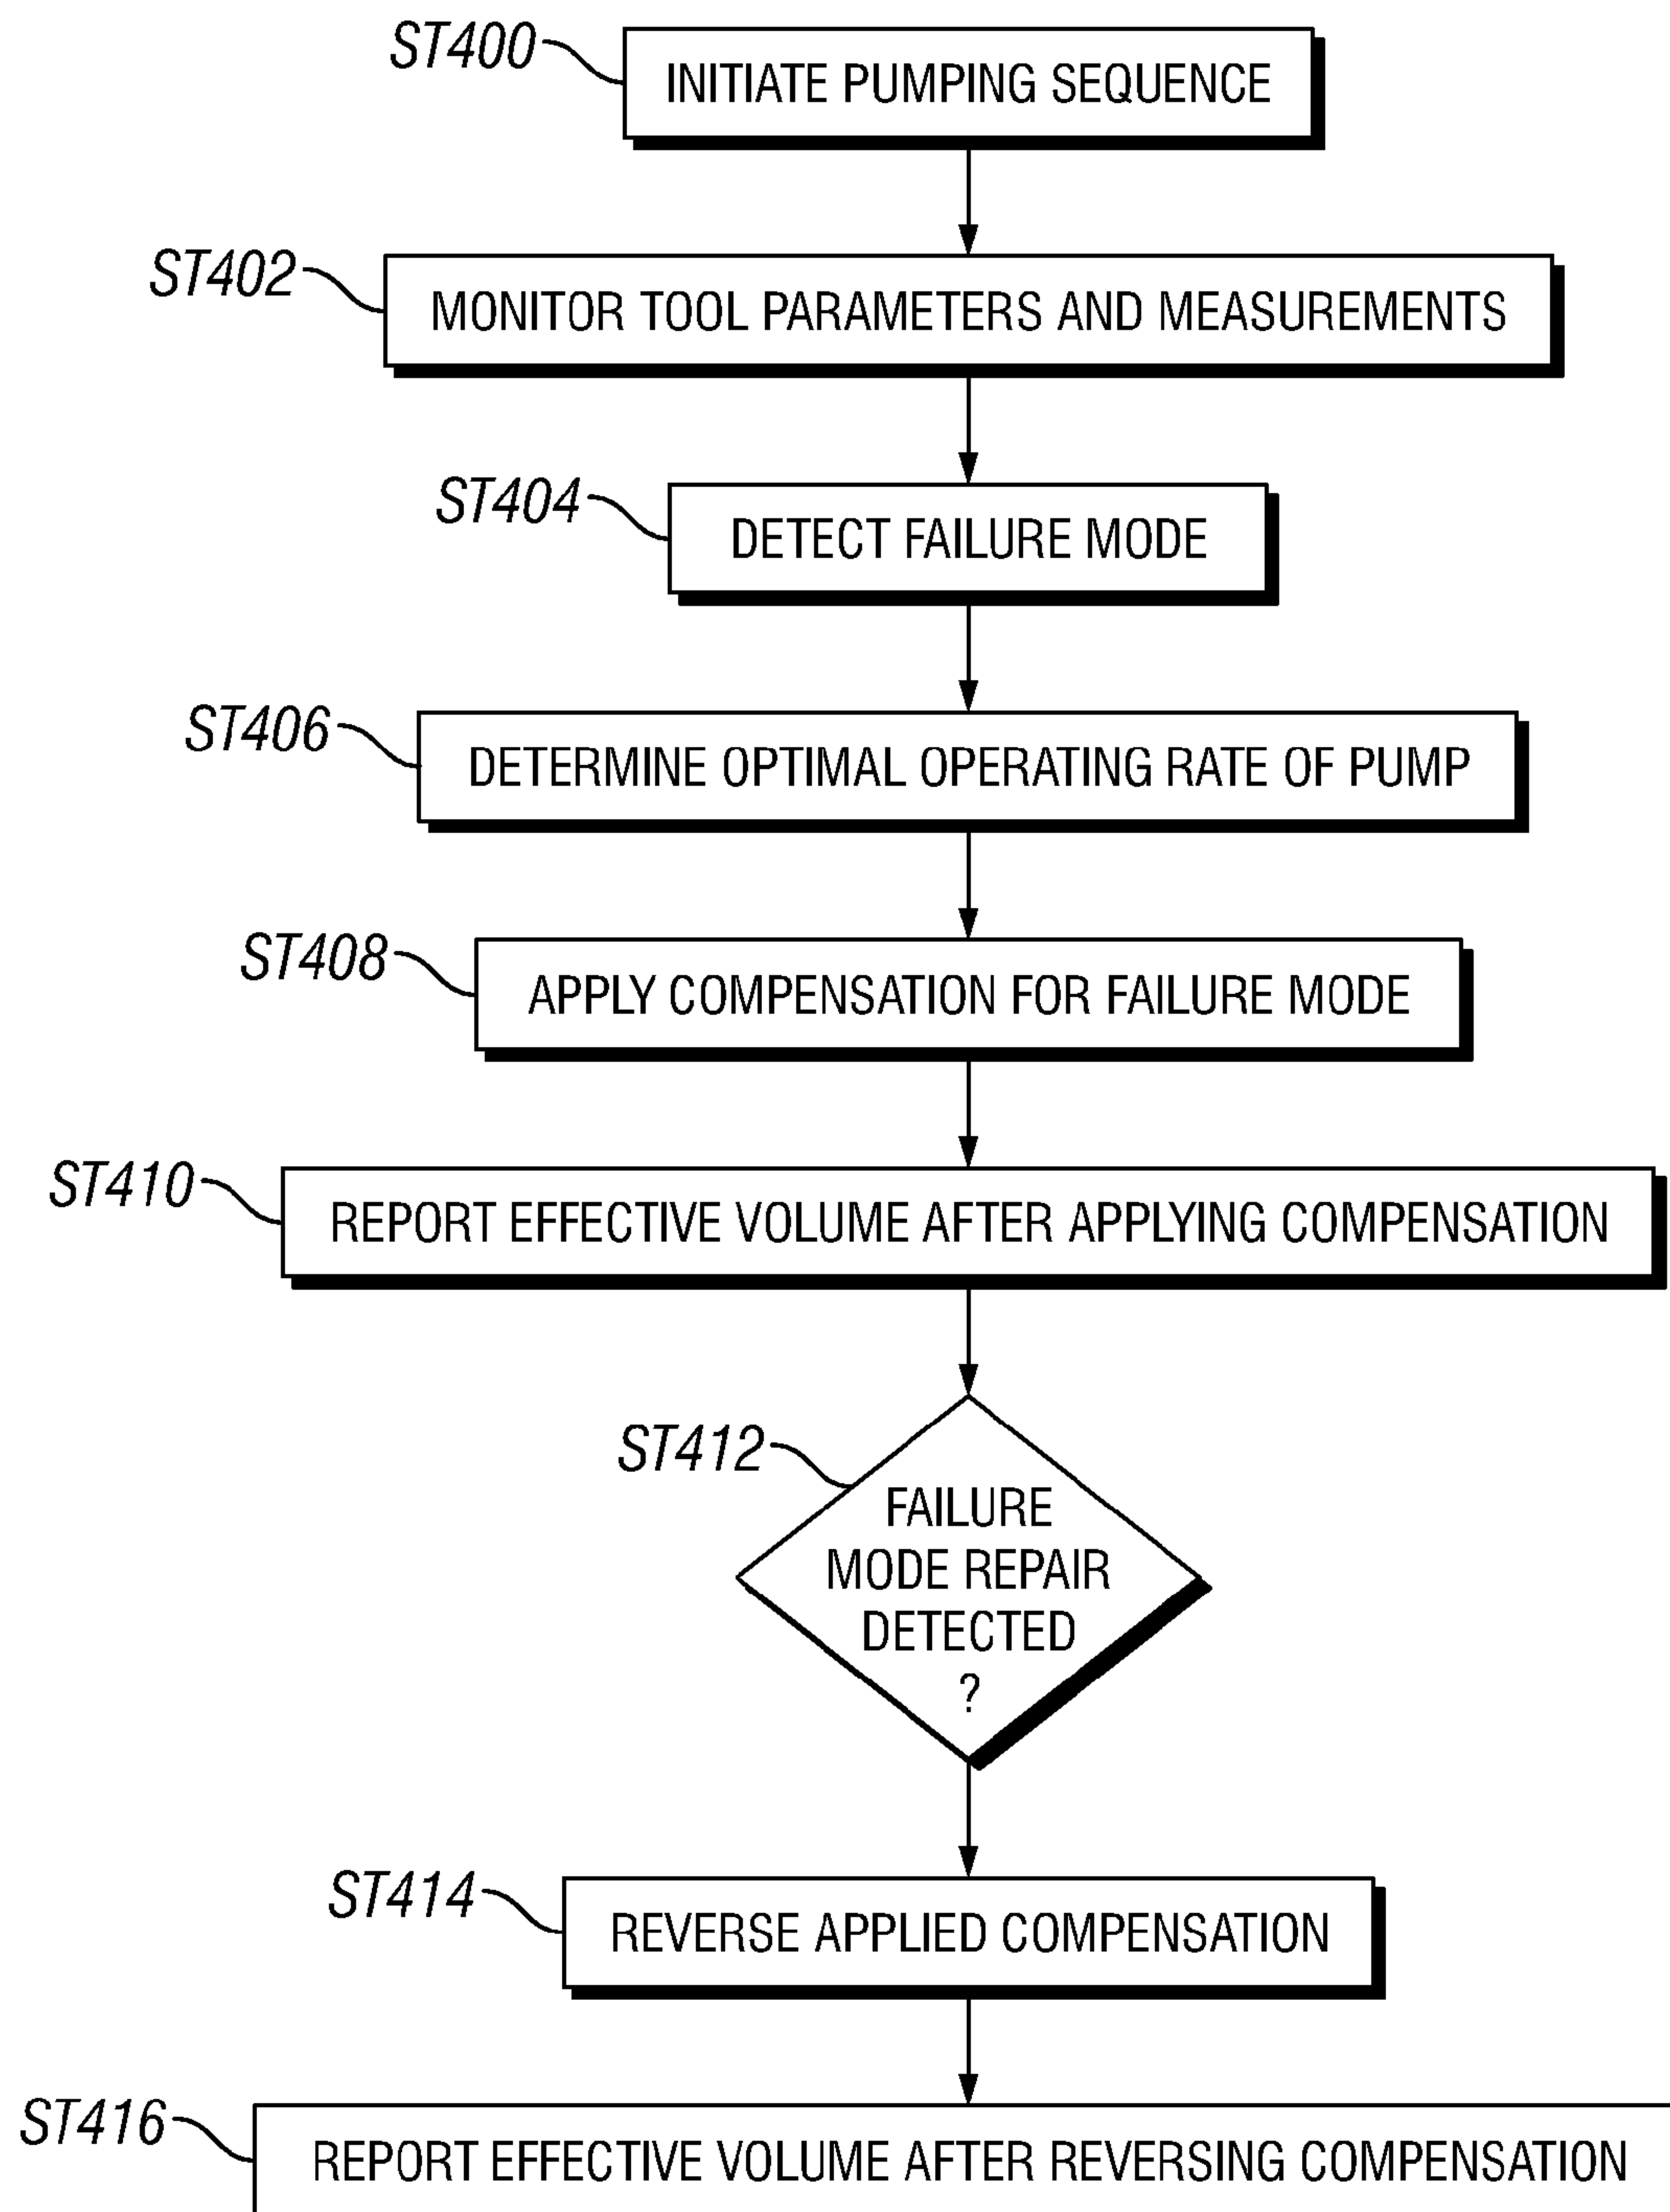 ST400
INITIATE PUMPING SEQUENCE
ST402
MONITOR TOOL PARAMETERS AND MEASUREMENTS
ST404
DETECT FAILURE MODE
ST406
DETERMINE OPTIMAL OPERATING RATE OF PUMP
ST408
APPLY COMPENSATION FOR FAILURE MODE
ST410
REPORT EFFECTIVE VOLUME AFTER APPLYING COMPENSATION
ST412
FAILURE
MODE REPAIR
DETECTED
?
ST414
REVERSE APPLIED COMPENSATION
ST416
REPORT EFFECTIVE VOLUME AFTER REVERSING COMPENSATION